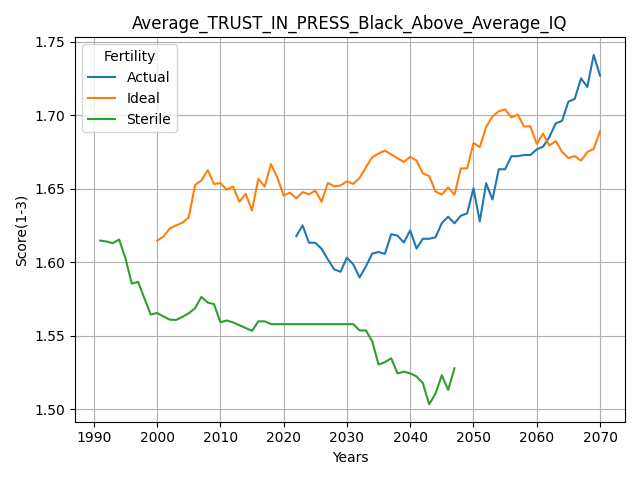 Average_TRUST_IN_PRESS_Black_Above_Average_IQ
1.75
1.70
1.65
1.60
1.55
1.50
Score(1-3)
Fertility
Actual
Ideal
Sterile
1990 2000 2010 2020 2030 2040 2050 2060 2070
Years